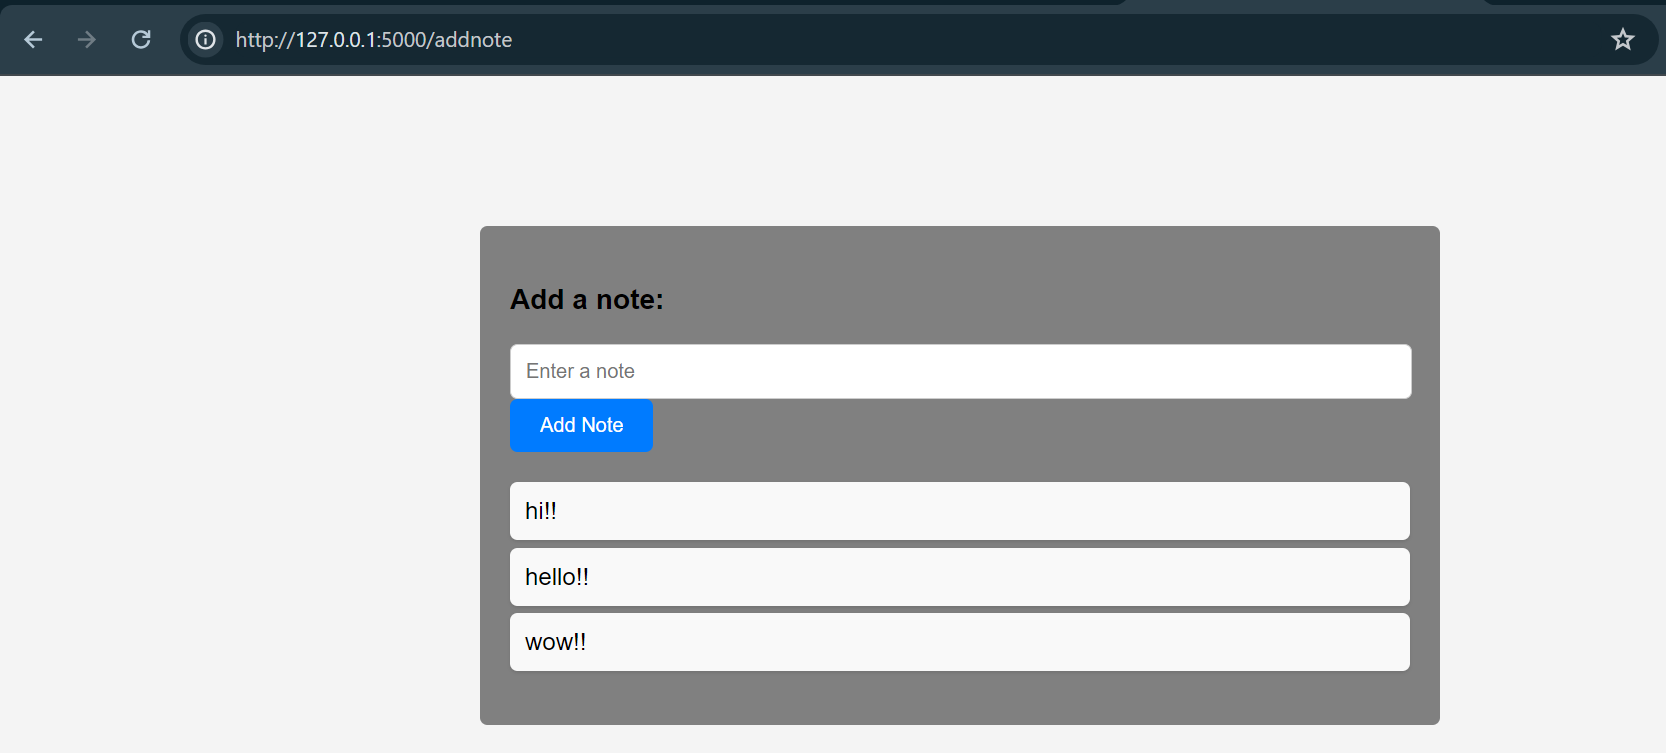 http://127.0.0.1:5000/addnote
Add a note:
Enter a note
Add Note
hi!!
hello!!
wow!!